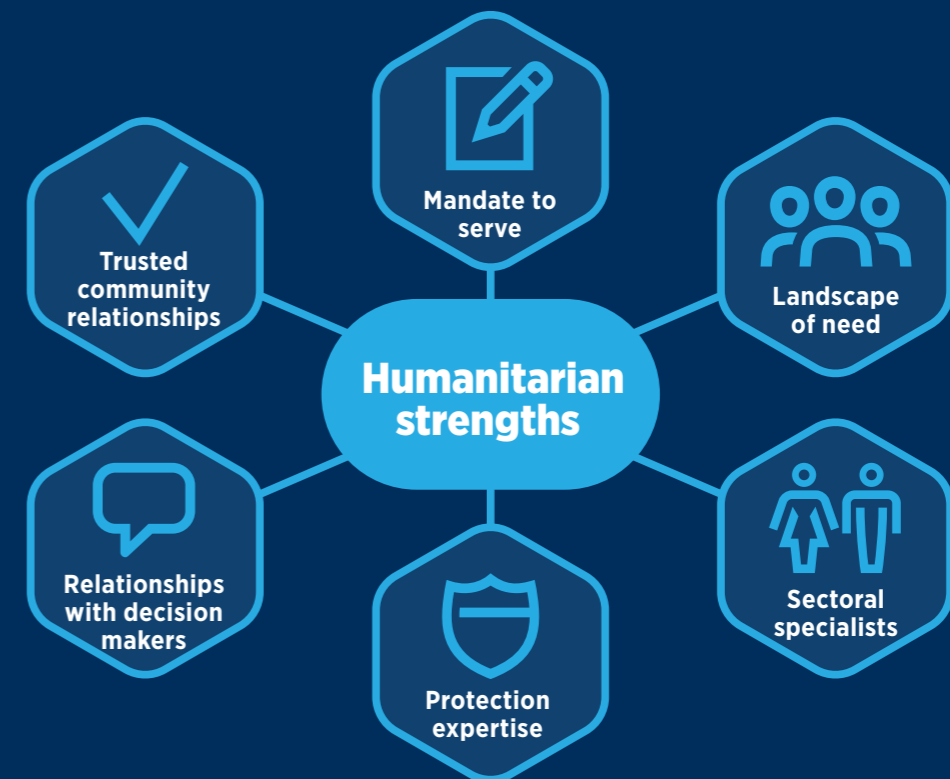 Mandate to
serve
Trusted
community
relationships
Landscape
of need
Humanitarian
strengths
Relationships
with decision
makers
Sectoral
specialists
Protection
expertise